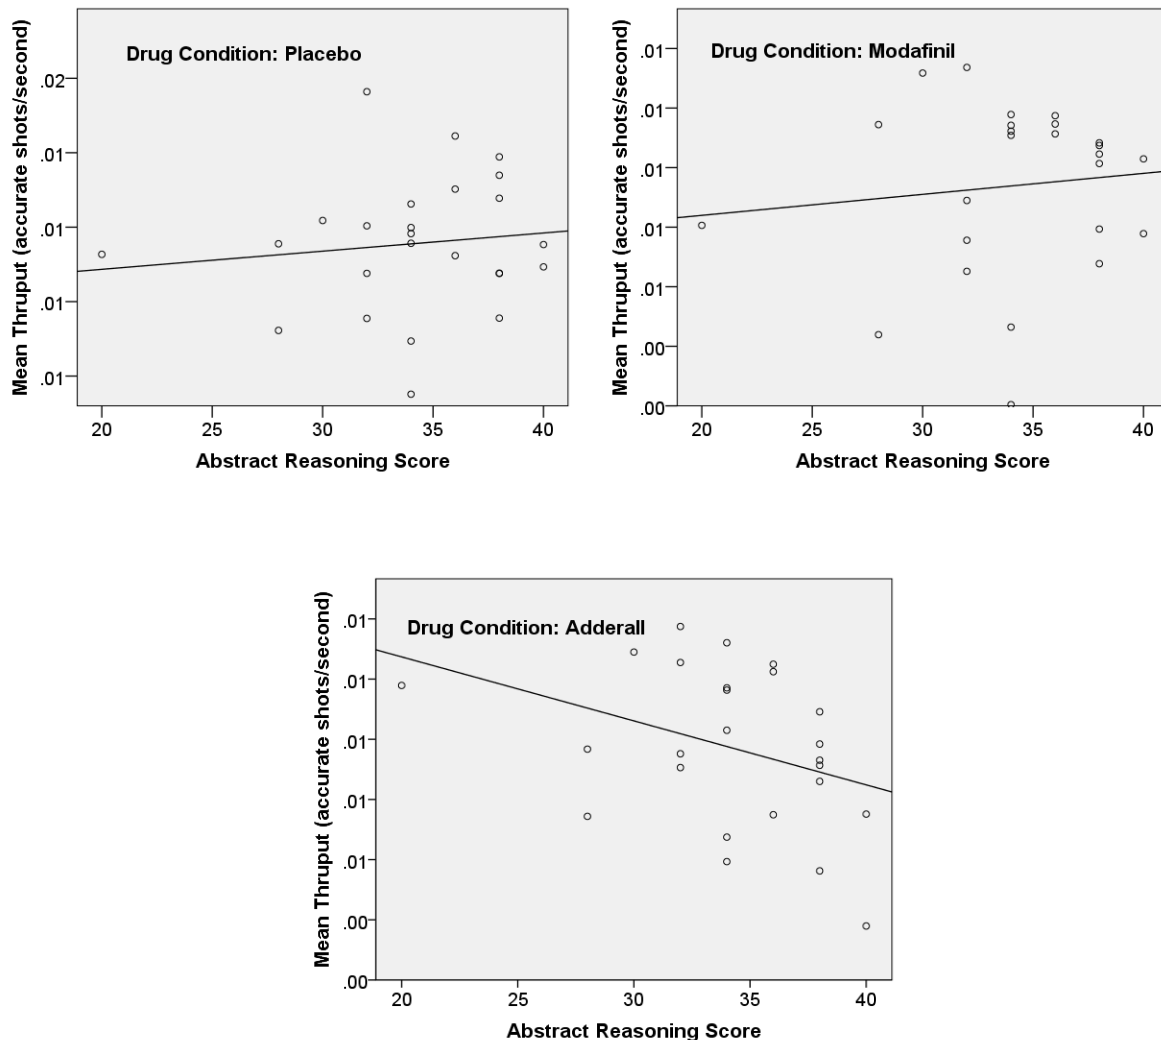 Drug Condition: Placebo
Mean Thruput (accurate shots/second)
.02
.01
.01
.01
.01
20 25 30 35 40
Abstract Reasoning Score
Drug Condition: Modafinil
Mean Thruput (accurate shots/second)
.01
.01
.01
.01
.01
.00
.00
20 25 30 35 40
Abstract Reasoning Score
Drug Condition: Adderall
Mean Thruput (accurate shots/second)
.01
.01
.01
.01
.01
.00
.00
20 25 30 35 40
Abstract Reasoning Score